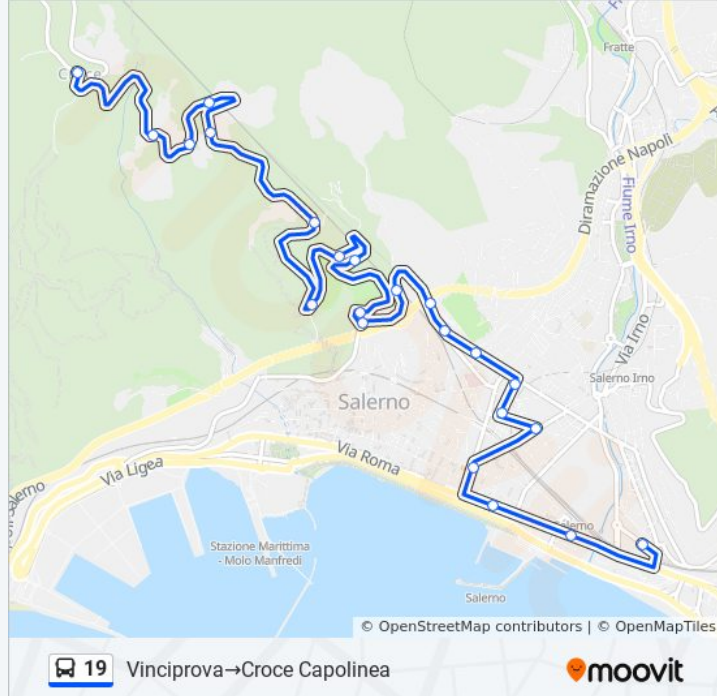 Fratte
Croce
Diramazione Napoli
Fiume Irno
Via Irno
Salerno Irno
Salerno
Via Roma
Via Ligea
Salerno
Stazione Marittima
- Molo Manfredi
Salerno
© OpenStreetMap contributors | © OpenMapTiles
19 Vinciprova→Croce Capolinea
moovit